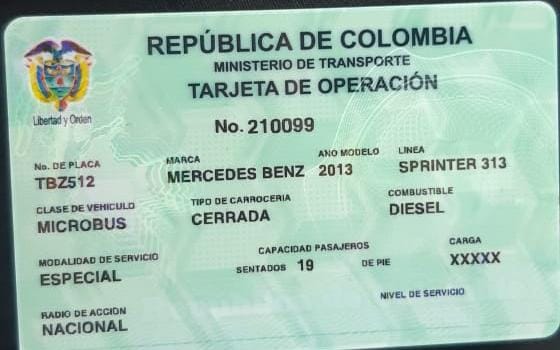 REPÚBLICA DE COLOMBIA
MINISTERIO DE TRANSPORTE
TARJETA DE OPERACIÓN
Libertad y Orden
No. 210099
No. DE PLACA MARCA AÑO MODELO LINEA
TBZ512 MERCEDES BENZ 2013 SPRINTER 313
CLASE DE VEHICULO TIPO DE CARROCERIA COMBUSTIBLE
MICROBUS CERRADA DIESEL
MODALIDAD DE SERVICIO CAPACIDAD PASAJEROS CARGA
ESPECIAL SENTADOS 19 DE PIE XXXXX
NIVEL DE SERVICIO
RADIO DE ACCION
NACIONAL